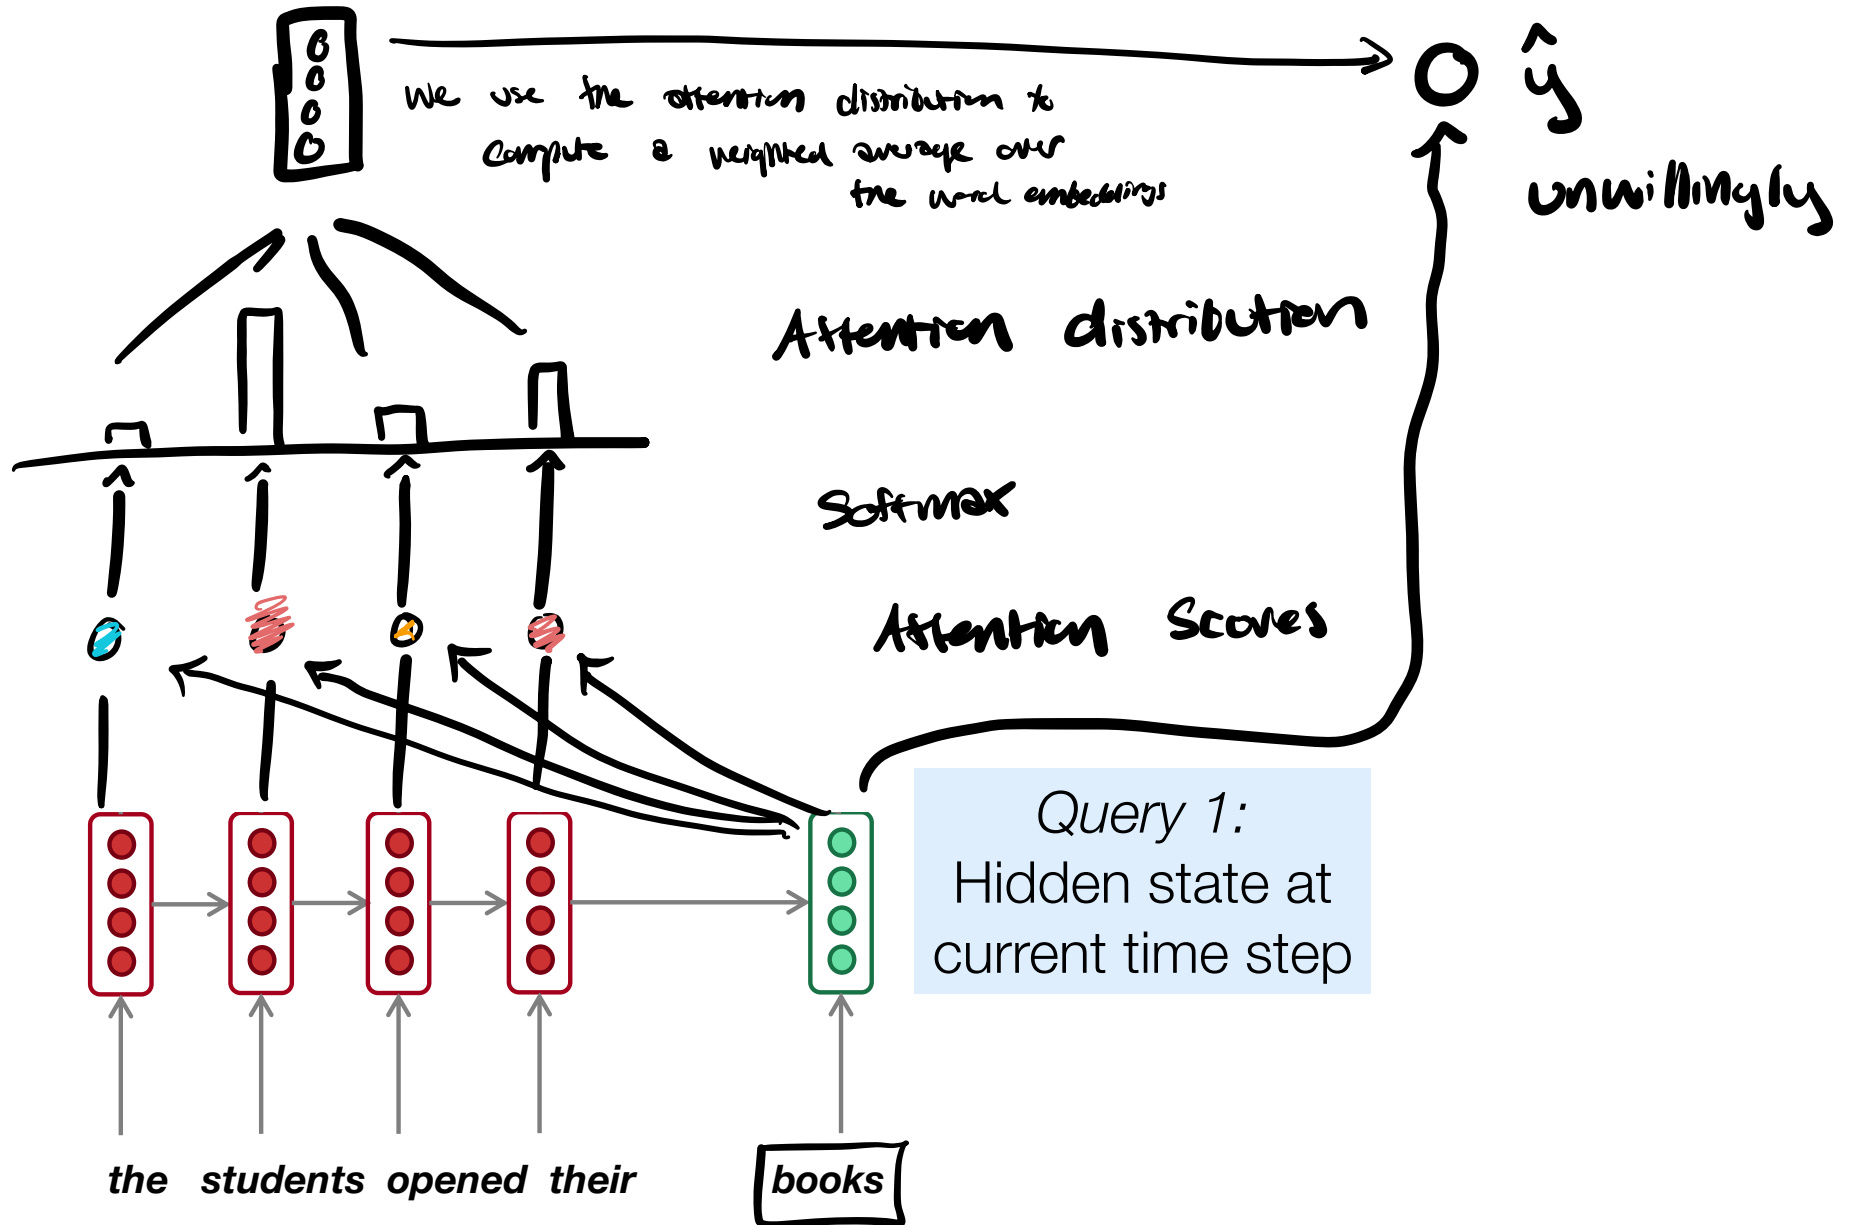 We use the attention distribution to
compute a weighted average over
the word embeddings
ŷ
unwillingly
Attention distribution
Softmax
Attention Scores
Query 1:
Hidden state at
current time step
the students opened their books